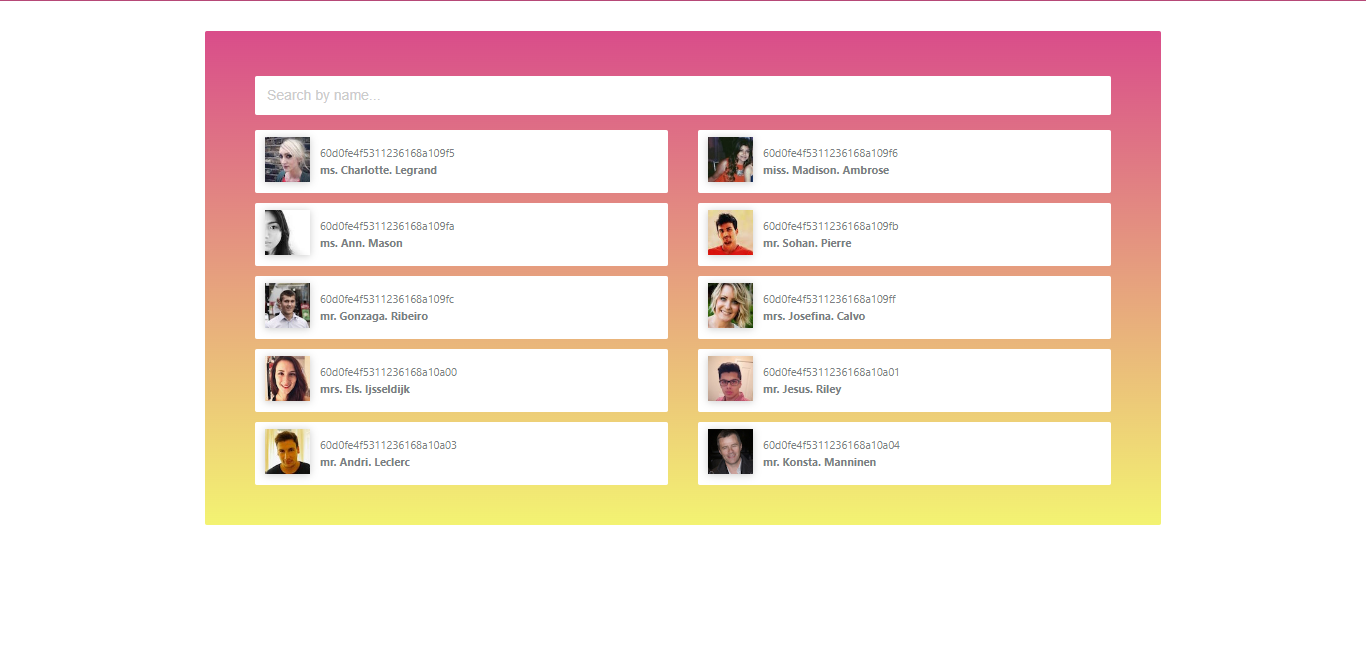 Search by name...
60d0fe4f5311236168a109f5
ms. Charlotte. Legrand
60d0fe4f5311236168a109f6
miss. Madison. Ambrose
60d0fe4f5311236168a109fa
ms. Ann. Mason
60d0fe4f5311236168a109fb
mr. Sohan. Pierre
60d0fe4f5311236168a109fc
mr. Gonzaga. Ribeiro
60d0fe4f5311236168a109ff
mrs. Josefina. Calvo
60d0fe4f5311236168a10a00
mrs. Els. Ijsseldijk
60d0fe4f5311236168a10a01
mr. Jesus. Riley
60d0fe4f5311236168a10a03
mr. Andri. Leclerc
60d0fe4f5311236168a10a04
mr. Konsta. Manninen